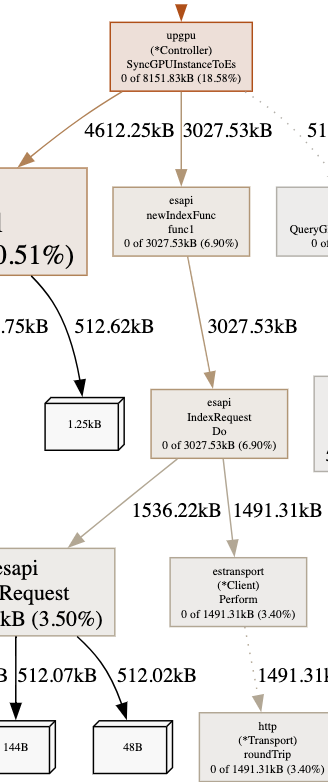 upgpu
(*Controller)
SyncGPUInstanceToEs
0 of 8151.83kB (18.58%)
4612.25kB
3027.53kB
51
1
0.51%)
esapi
newIndexFunc
func1
0 of 3027.53kB (6.90%)
QueryG
0 of
.75kB
512.62kB
3027.53kB
1.25kB
esapi
IndexRequest
Do
0 of 3027.53kB (6.90%)
1536.22kB
1491.31kB
esapi
Request
kB (3.50%)
estransport
(*Client)
Perform
0 of 1491.31kB (3.40%)
B
512.07kB
512.02kB
1491.31k
144B
48B
http
(*Transport)
roundTrip
0 of 1491.31kB (3.40%)